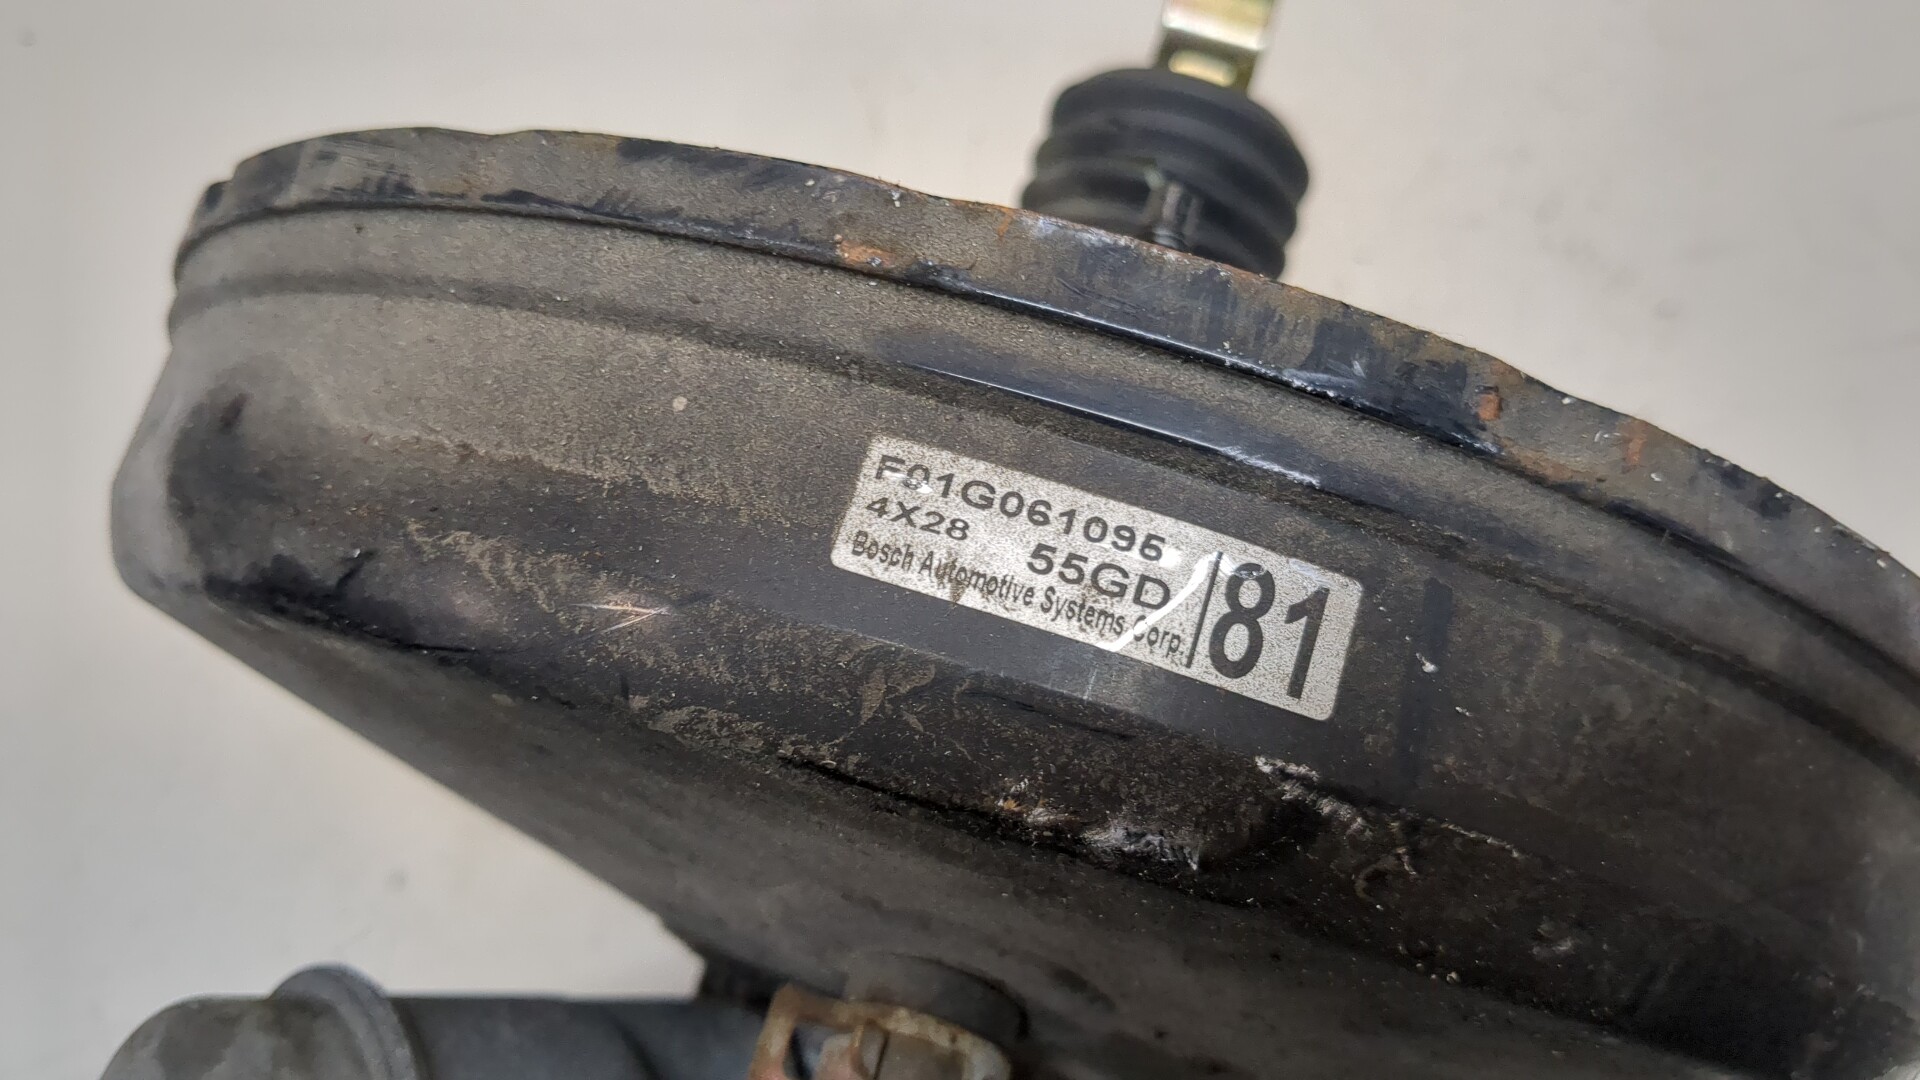 F01G061095
4X28 55GD
Bosch Automotive Systems Corp.
81